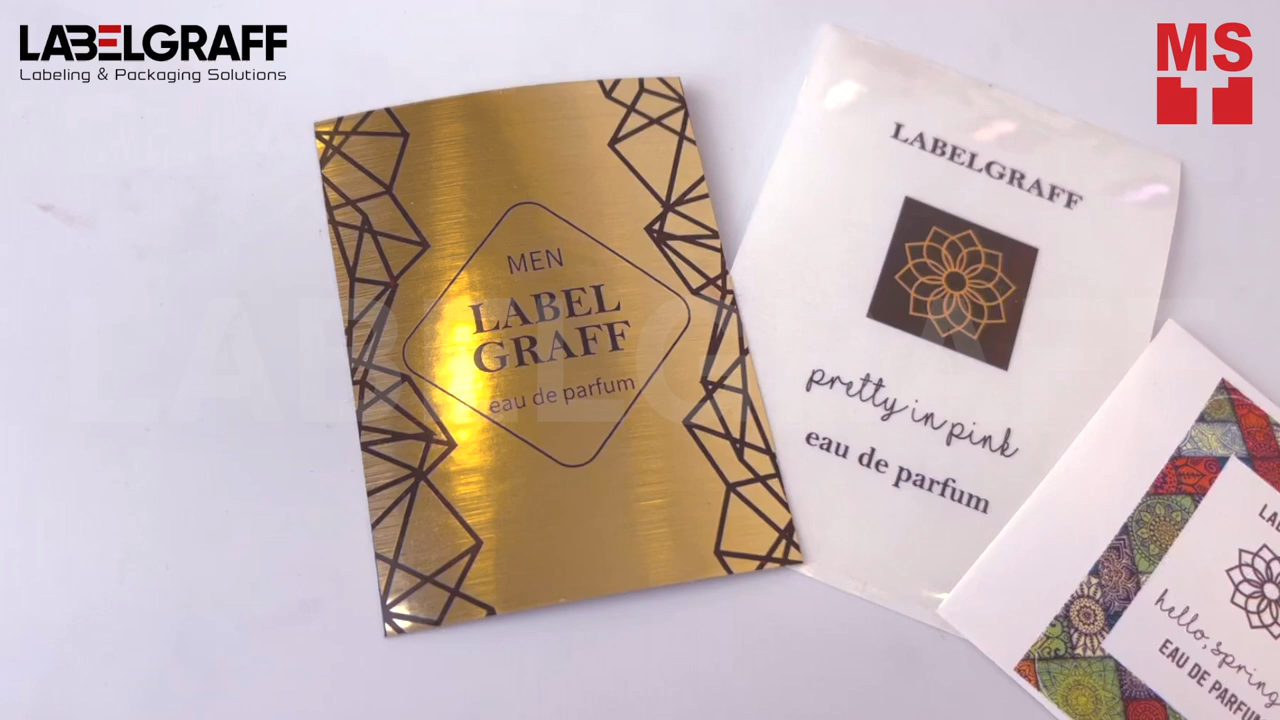 LABELGRAFF
Labeling & Packaging Solutions
MS
T
MEN
LABEL
GRAFF
eau de parfum
LABELGRAFF
pretty in pink
eau de parfum
hello, spring
EAU DE PARFUM
LABELGRAFF